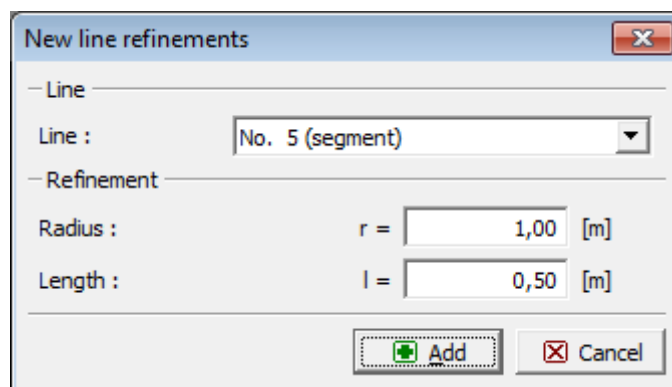 New line refinements
Line
Line : No. 5 (segment)
Refinement
Radius : r = 1,00 [m]
Length : l = 0,50 [m]
Add Cancel